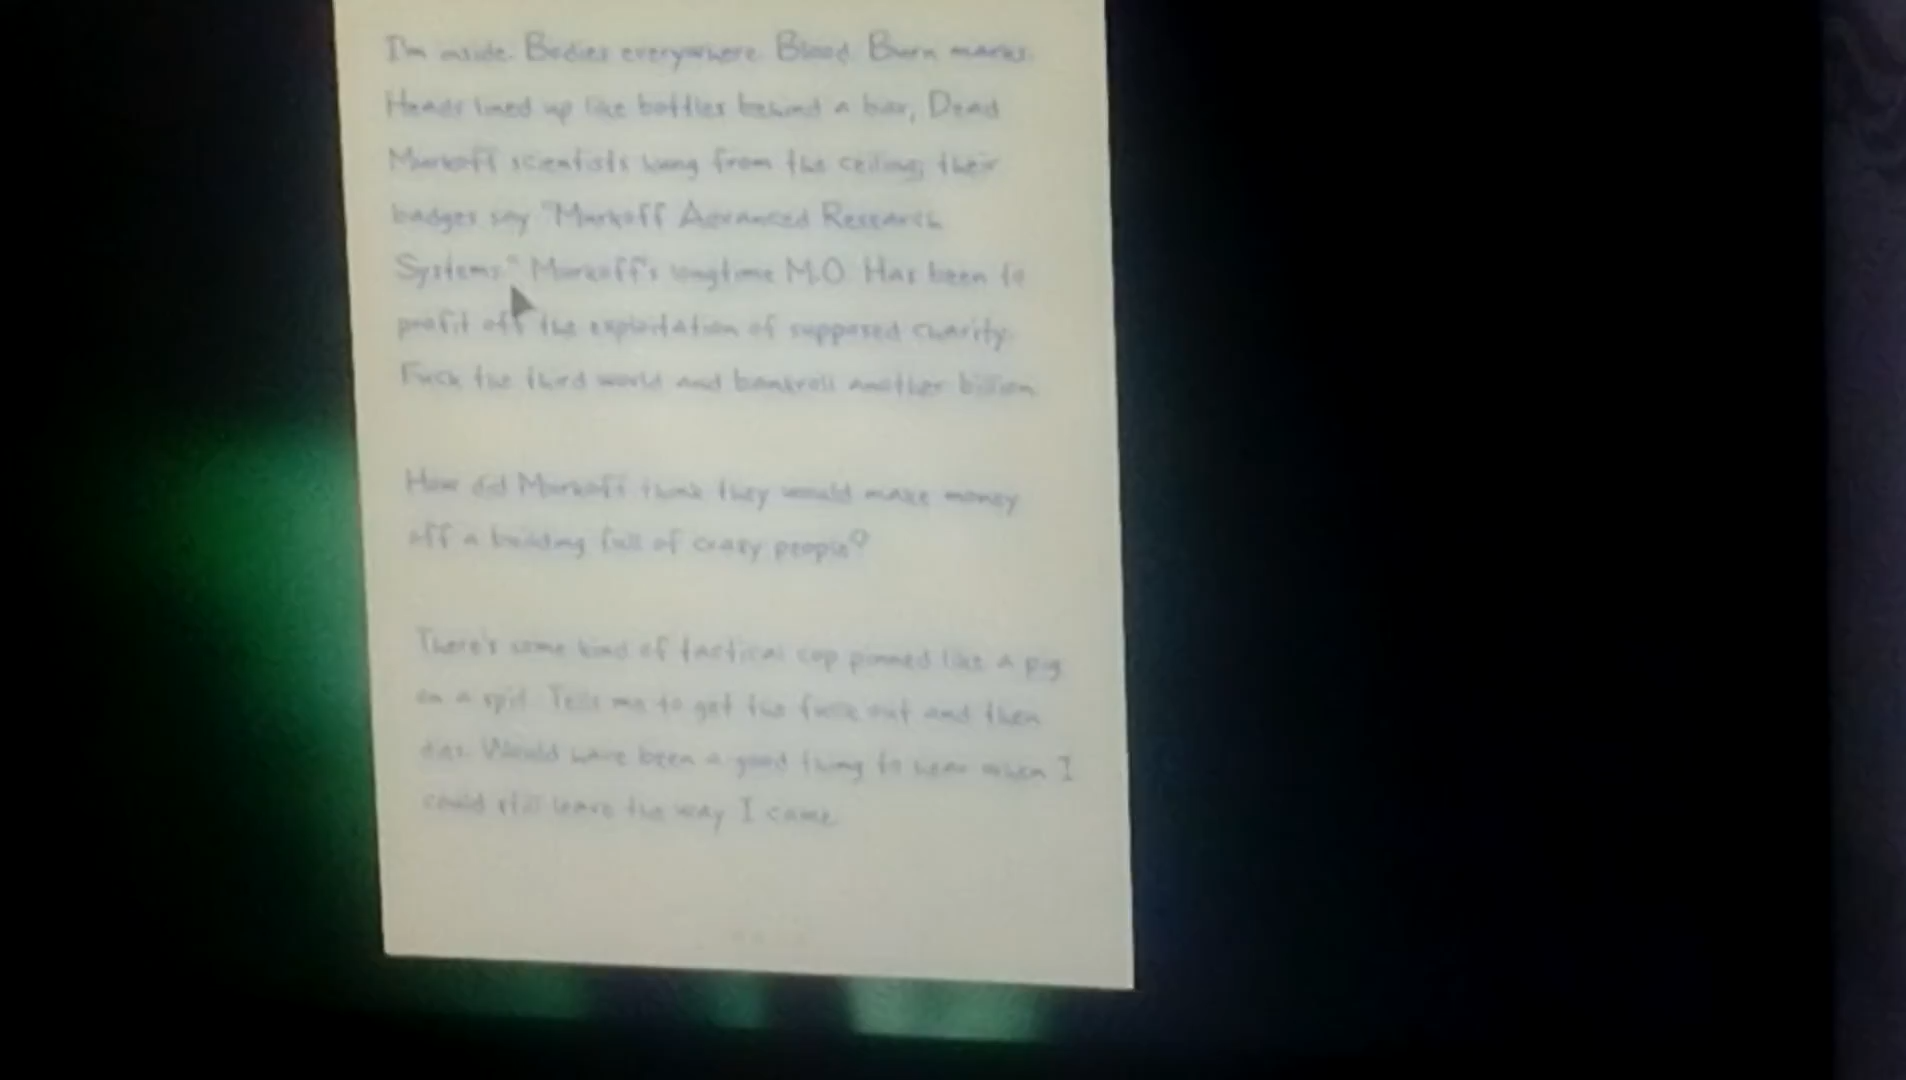 I'm inside. Bodies everywhere. Blood. Burn marks.
Heads lined up like bottles behind a bar, Dead
Murkoff scientists hung from the ceiling, their
badges say "Murkoff Advanced Research
Systems." Murkoff's longtime M.O. Has been to
profit off the exploitation of supposed charity.
Fuck the third world and bankroll another billion.
How did Murkoff think they would make money
off a building full of crazy people?
There's some kind of tactical cop pinned like a pig
on a spit. Tells me to get the fuck out and then
dies. Would have been a good thing to hear when I
could still leave the way I came.